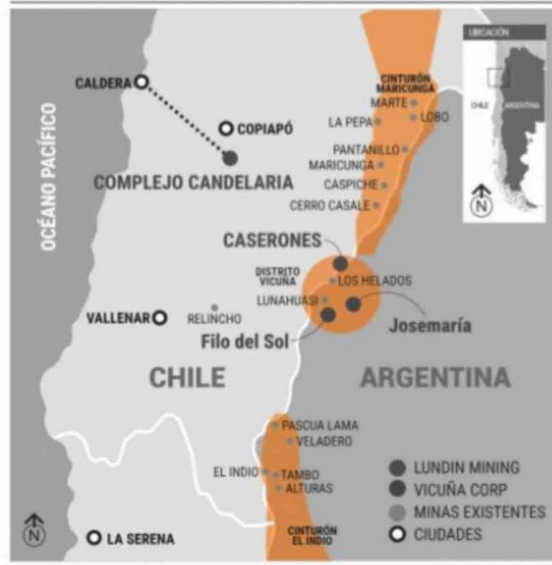 UBICACIÓN
CHILE
ARGENTINA
N
OCÉANO PACÍFICO
CALDERA
COPIAPÓ
COMPLEJO CANDELARIA
CINTURÓN
MARICUNGA
MARTE
LOBO
LA PEPA
PANTANILLO
MARICUNGA
CASPICHE
CERRO CASALE
CASERONES
DISTRITO
VICUÑA
LOS HELADOS
LUNAHUASI
VALLENAR
RELINCHO
Filo del Sol
Josemaría
CHILE
ARGENTINA
PASCUA LAMA
VELADERO
EL INDIO
TAMBO
ALTURAS
LUNDIN MINING
VICUÑA CORP
MINAS EXISTENTES
CIUDADES
N
LA SERENA
CINTURÓN
EL INDIO